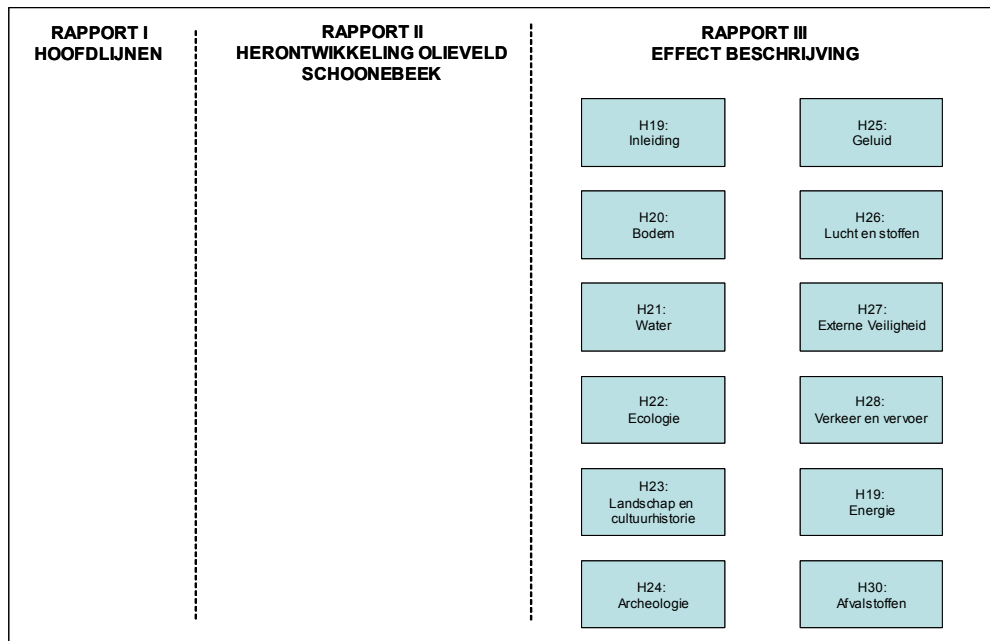 RAPPORT I
HOOFDLIJNEN
RAPPORT II
HERONTWIKKELING OLIEVELD
SCHOONEBEEK
RAPPORT III
EFFECT BESCHRIJVING
H19:
Inleiding
H20:
Bodem
H21:
Water
H22:
Ecologie
H23:
Landschap en
cultuurhistorie
H24:
Archeologie
H25:
Geluid
H26:
Lucht en stoffen
H27:
Externe Veiligheid
H28:
Verkeer en vervoer
H19:
Energie
H30:
Afvalstoffen